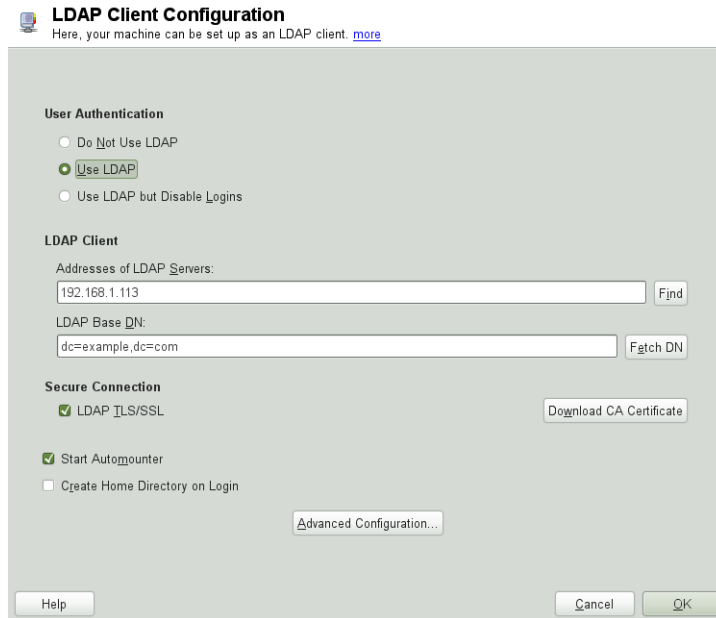 LDAP Client Configuration
Here, your machine can be set up as an LDAP client. more
User Authentication
Do Not Use LDAP
Use LDAP
Use LDAP but Disable Logins
LDAP Client
Addresses of LDAP Servers:
192.168.1.113
Find
LDAP Base DN:
dc=example,dc=com
Fetch DN
Secure Connection
LDAP TLS/SSL
Download CA Certificate
Start Automounter
Create Home Directory on Login
Advanced Configuration...
Help
Cancel
OK